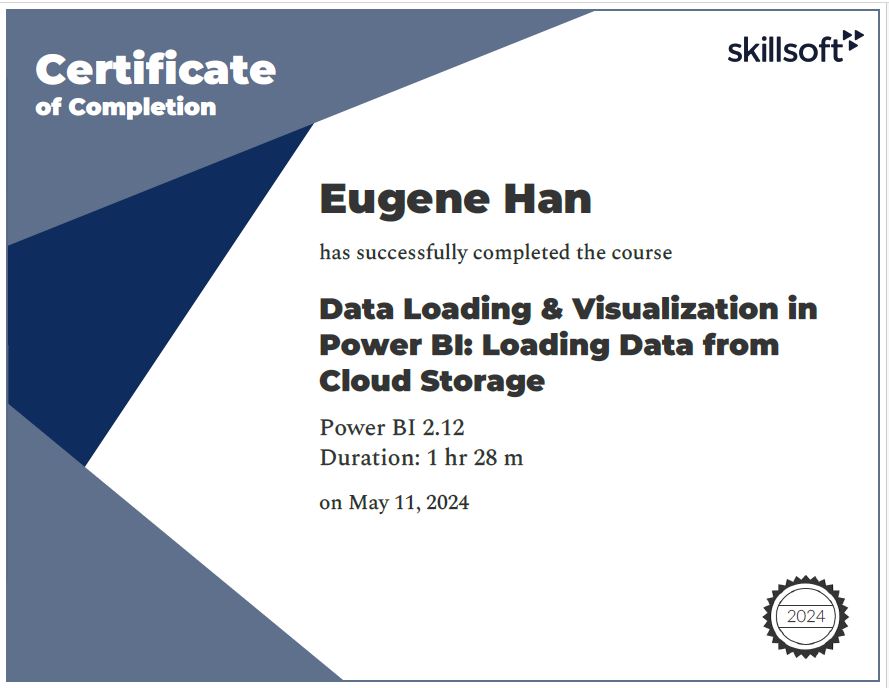 Certificate
of Completion
skillsoft
Eugene Han
has successfully completed the course
Data Loading & Visualization in
Power BI: Loading Data from
Cloud Storage
Power BI 2.12
Duration: 1 hr 28 m
on May 11, 2024
2024